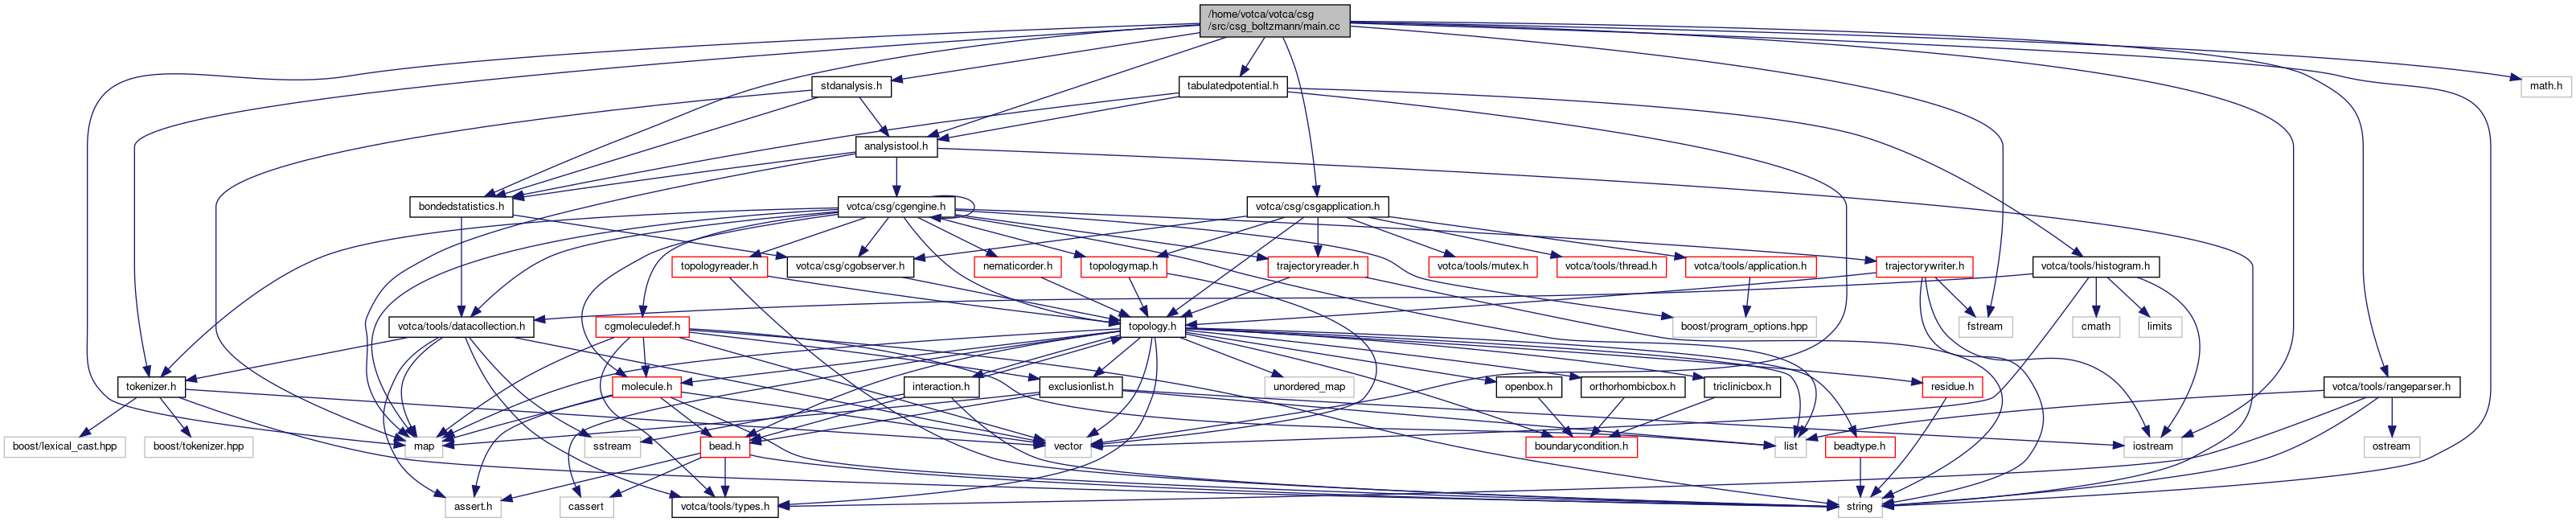 /home/votca/votca/csg
/src/csg_boltzmann/main.cc
stdanalysis.h
tabulatedpotential.h
math.h
analysistool.h
bondedstatistics.h
votca/csg/cgengine.h
votca/csg/csgapplication.h
topologyreader.h
votca/csg/cgobserver.h
nematicorder.h
topologymap.h
trajectoryreader.h
votca/tools/mutex.h
votca/tools/thread.h
votca/tools/application.h
trajectorywriter.h
votca/tools/histogram.h
votca/tools/datacollection.h
cgmoleculedef.h
topology.h
boost/program_options.hpp
fstream
cmath
limits
tokenizer.h
molecule.h
interaction.h
exclusionlist.h
unordered_map
openbox.h
orthorhombicbox.h
triclinicbox.h
residue.h
votca/tools/rangeparser.h
boost/lexical_cast.hpp
boost/tokenizer.hpp
map
sstream
bead.h
vector
boundarycondition.h
list
beadtype.h
iostream
ostream
assert.h
cassert
votca/tools/types.h
string